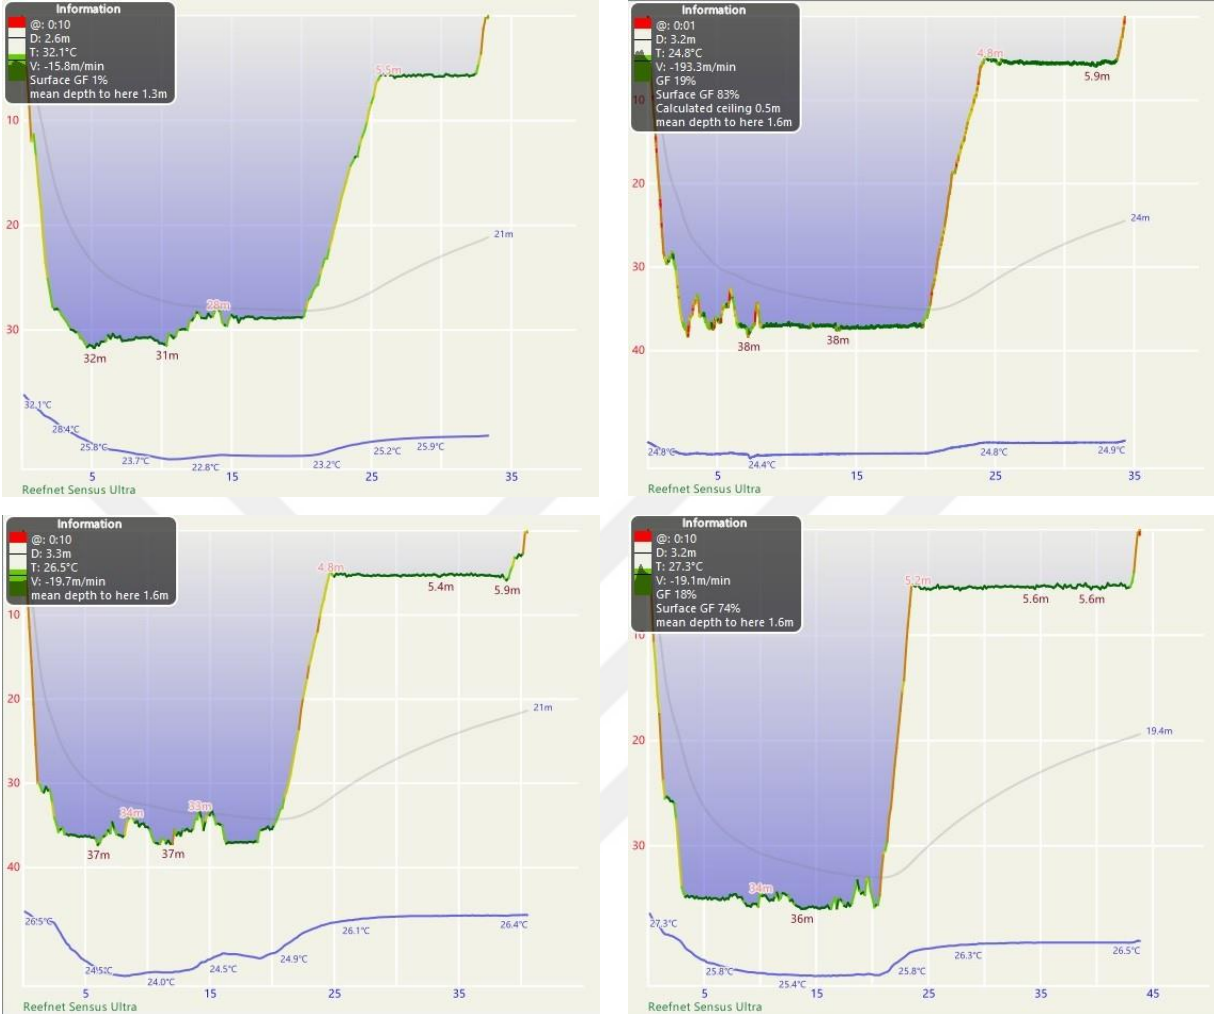 Information
@: 0:10
D: 2.6m
T: 32.1°C
V: -15.8m/min
Surface GF 1%
mean depth to here 1.3m
5.5m
10
20
21m
28m
30
32m
31m
32.1°C
28.4°C
25.8°C
23.7°C
22.8°C
23.2°C
25.2°C
25.9°C
5
15
25
35
Reefnet Sensus Ultra
Information
@: 0:01
D: 3.2m
T: 24.8°C
V: -193.3m/min
GF 19%
Surface GF 83%
Calculated ceiling 0.5m
mean depth to here 1.6m
4.8m
5.9m
10
20
24m
30
38m
38m
40
24.8°C
24.4°C
24.8°C
24.9°C
5
15
25
35
Reefnet Sensus Ultra
Information
@: 0:10
D: 3.3m
T: 26.5°C
V: -19.7m/min
mean depth to here 1.6m
4.8m
5.4m
5.9m
10
20
21m
30
34m
33m
37m
37m
40
26.5°C
24.5°C
24.0°C
24.5°C
24.9°C
26.1°C
26.4°C
5
15
25
35
Reefnet Sensus Ultra
Information
@: 0:10
D: 3.2m
T: 27.3°C
V: -19.1m/min
GF 18%
Surface GF 74%
mean depth to here 1.6m
5.2m
5.6m
5.6m
10
20
19.4m
30
34m
36m
27.3°C
25.8°C
25.4°C
25.8°C
26.3°C
26.5°C
5
15
25
35
45
Reefnet Sensus Ultra